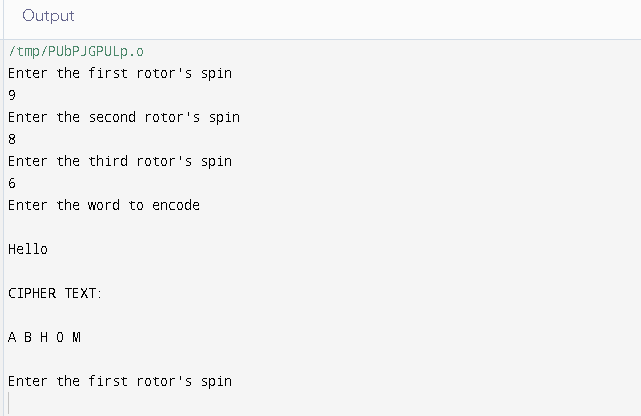 Output
/tmp/PUbPJGPULp.o
Enter the first rotor's spin
9
Enter the second rotor's spin
8
Enter the third rotor's spin
6
Enter the word to encode
Hello
CIPHER TEXT:
A B H O M
Enter the first rotor's spin